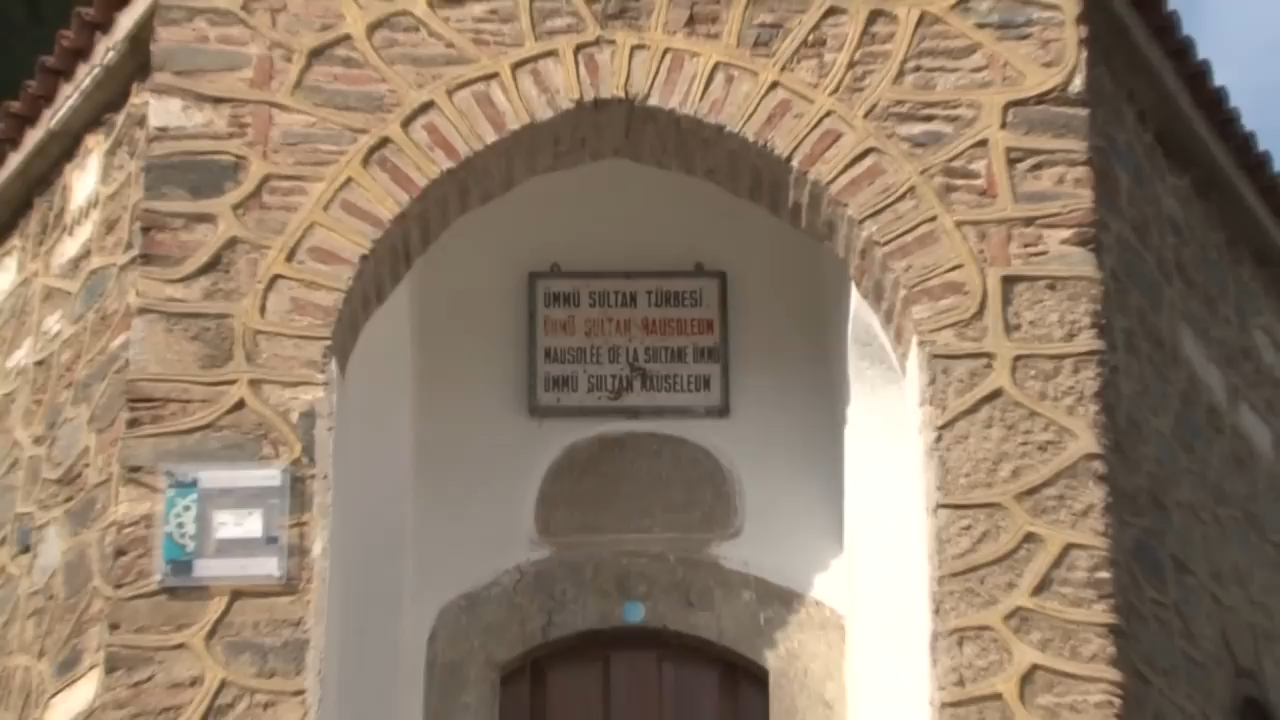 ÜMMÜ SULTAN TÜRBESİ
ÜMMÜ SULTAN MAUSOLEUM
MAUSOLÉE DE LA SULTANE ÜMMÜ
ÜMMÜ SULTAN MAUSELEUM